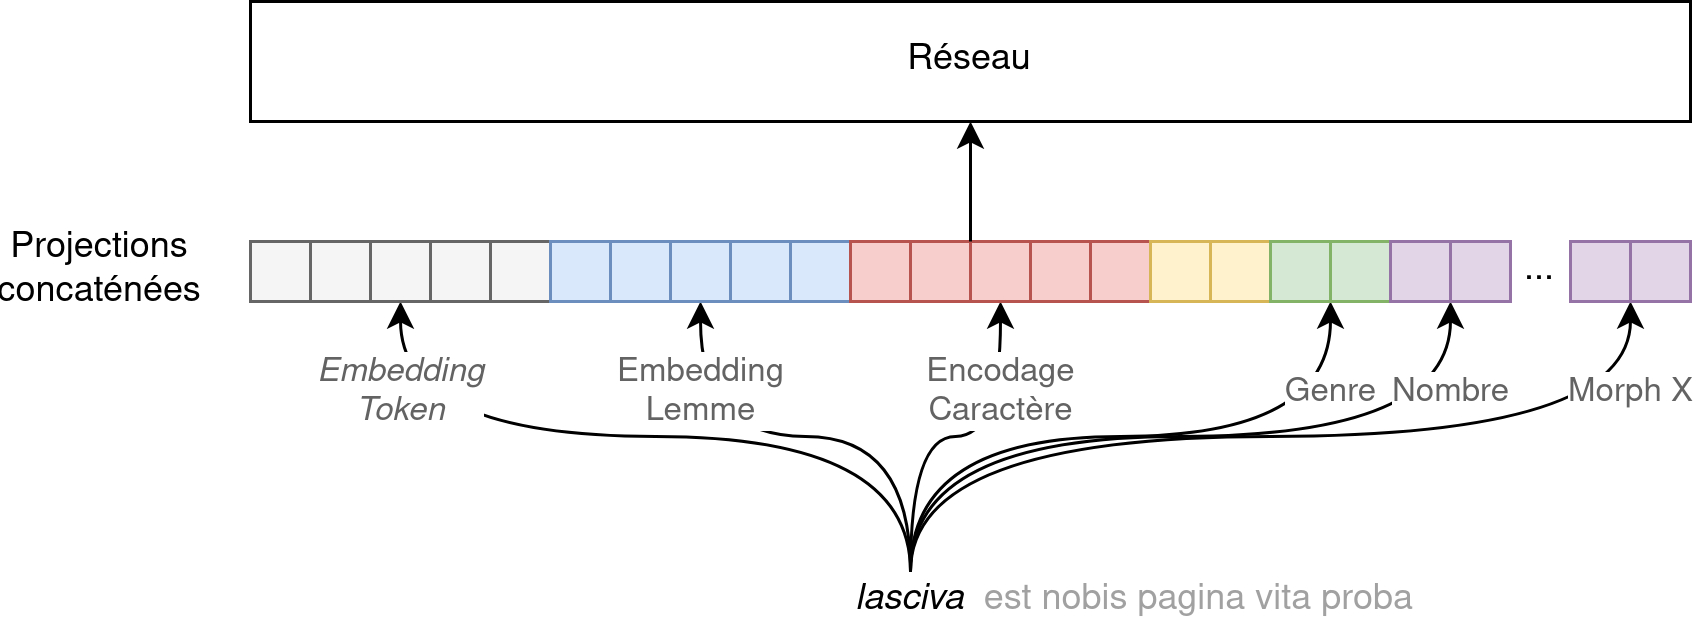 Réseau
Projections
concaténées
...
Embedding
Token
Embedding
Lemme
Encodage
Caractère
Genre
Nombre
Morph X
lasciva est nobis pagina vita proba